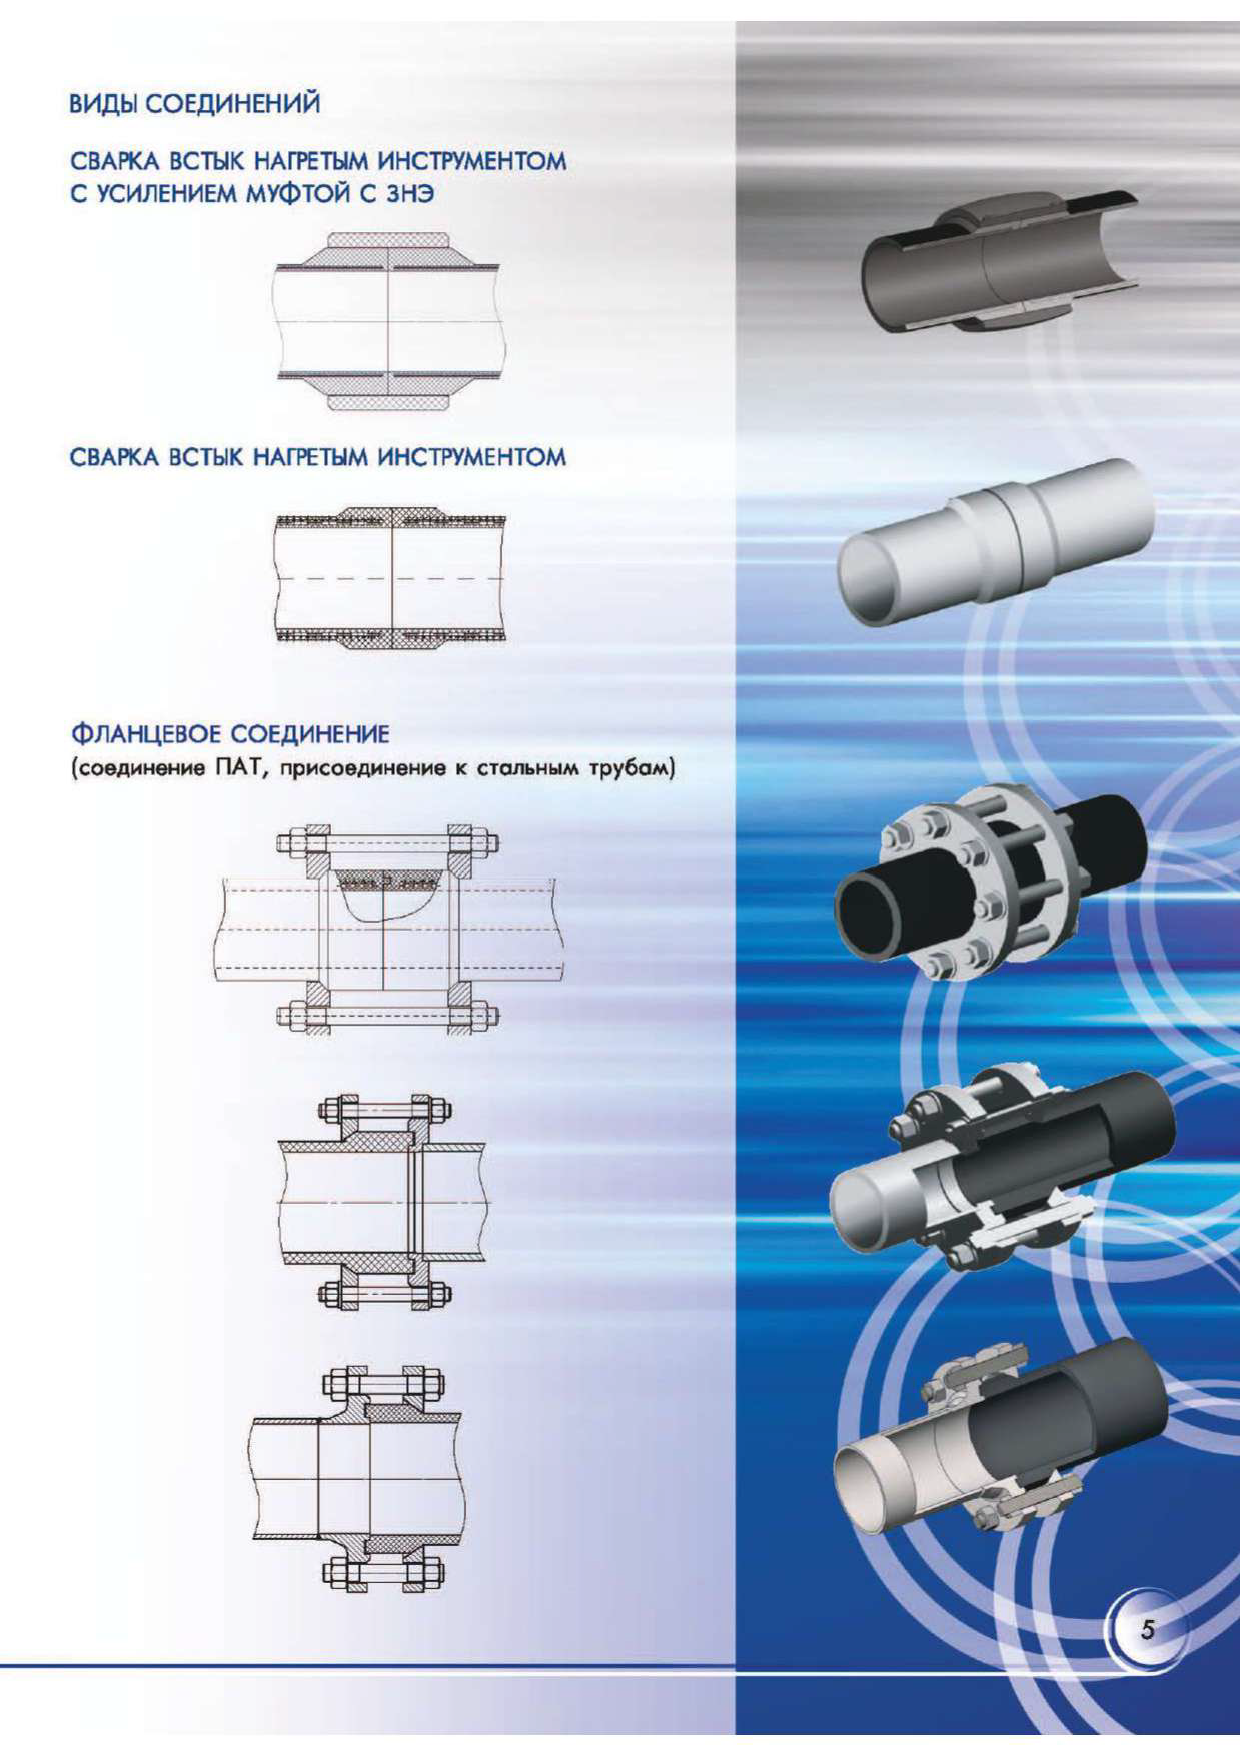 ВИДЫ СОЕДИНЕНИЙ
СВАРКА ВСТЫК НАГРЕТЫМ ИНСТРУМЕНТОМ
С УСИЛЕНИЕМ МУФТОЙ С ЗНЭ
СВАРКА ВСТЫК НАГРЕТЫМ ИНСТРУМЕНТОМ
ФЛАНЦЕВОЕ СОЕДИНЕНИЕ
(соединение ПАТ, присоединение к стальным трубам)
5